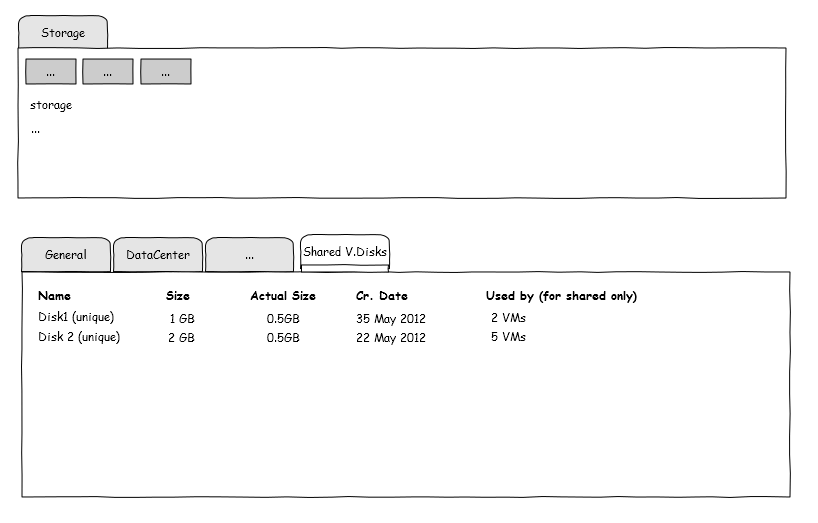 Storage
... ... ...
storage
...
General DataCenter ... Shared V.Disks
Name Size Actual Size Cr. Date Used by (for shared only)
Disk1 (unique) 1 GB 0.5GB 35 May 2012 2 VMs
Disk 2 (unique) 2 GB 0.5GB 22 May 2012 5 VMs